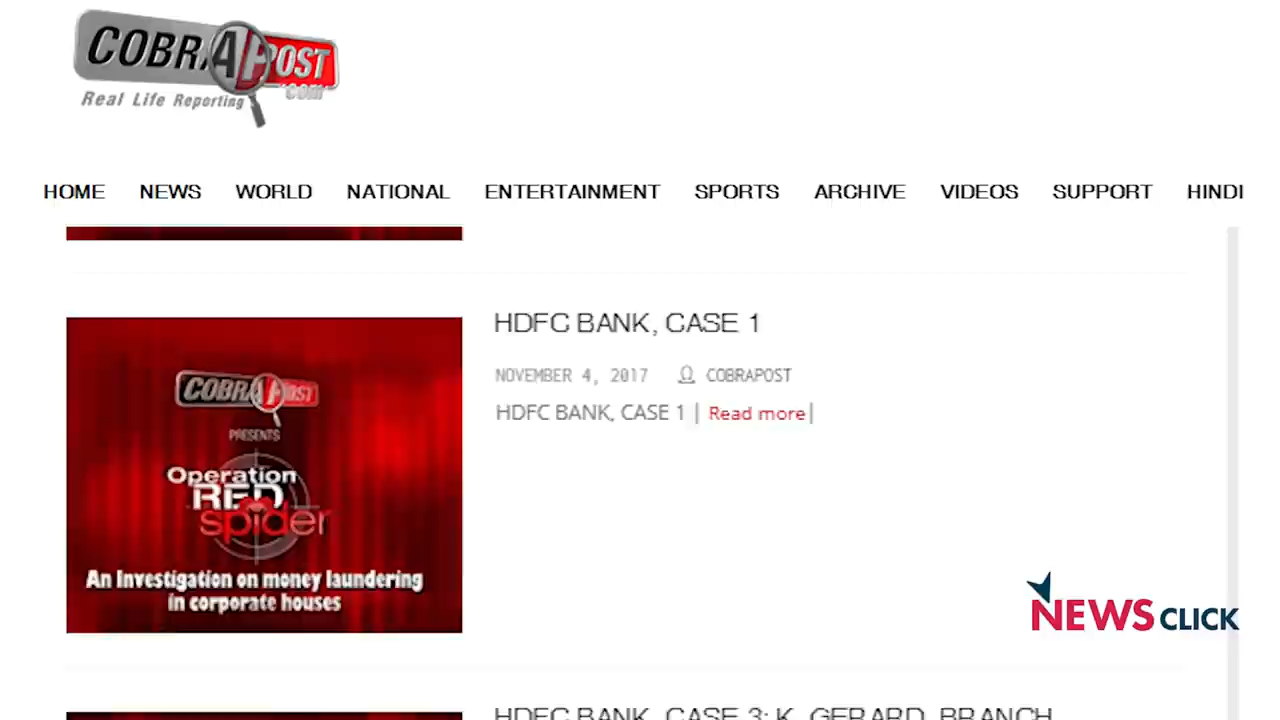 COBRAPOST
.COM
Real Life Reporting
HOME NEWS WORLD NATIONAL ENTERTAINMENT SPORTS ARCHIVE VIDEOS SUPPORT HINDI
HDFC BANK, CASE 1
NOVEMBER 4, 2017 COBRAPOST
HDFC BANK, CASE 1 | Read more|
COBRAPOST
PRESENTS
Operation
RED
spider
An Investigation on money laundering
in corporate houses
NEWS CLICK
HDFC BANK, CASE 3: K. GERARD, BRANCH